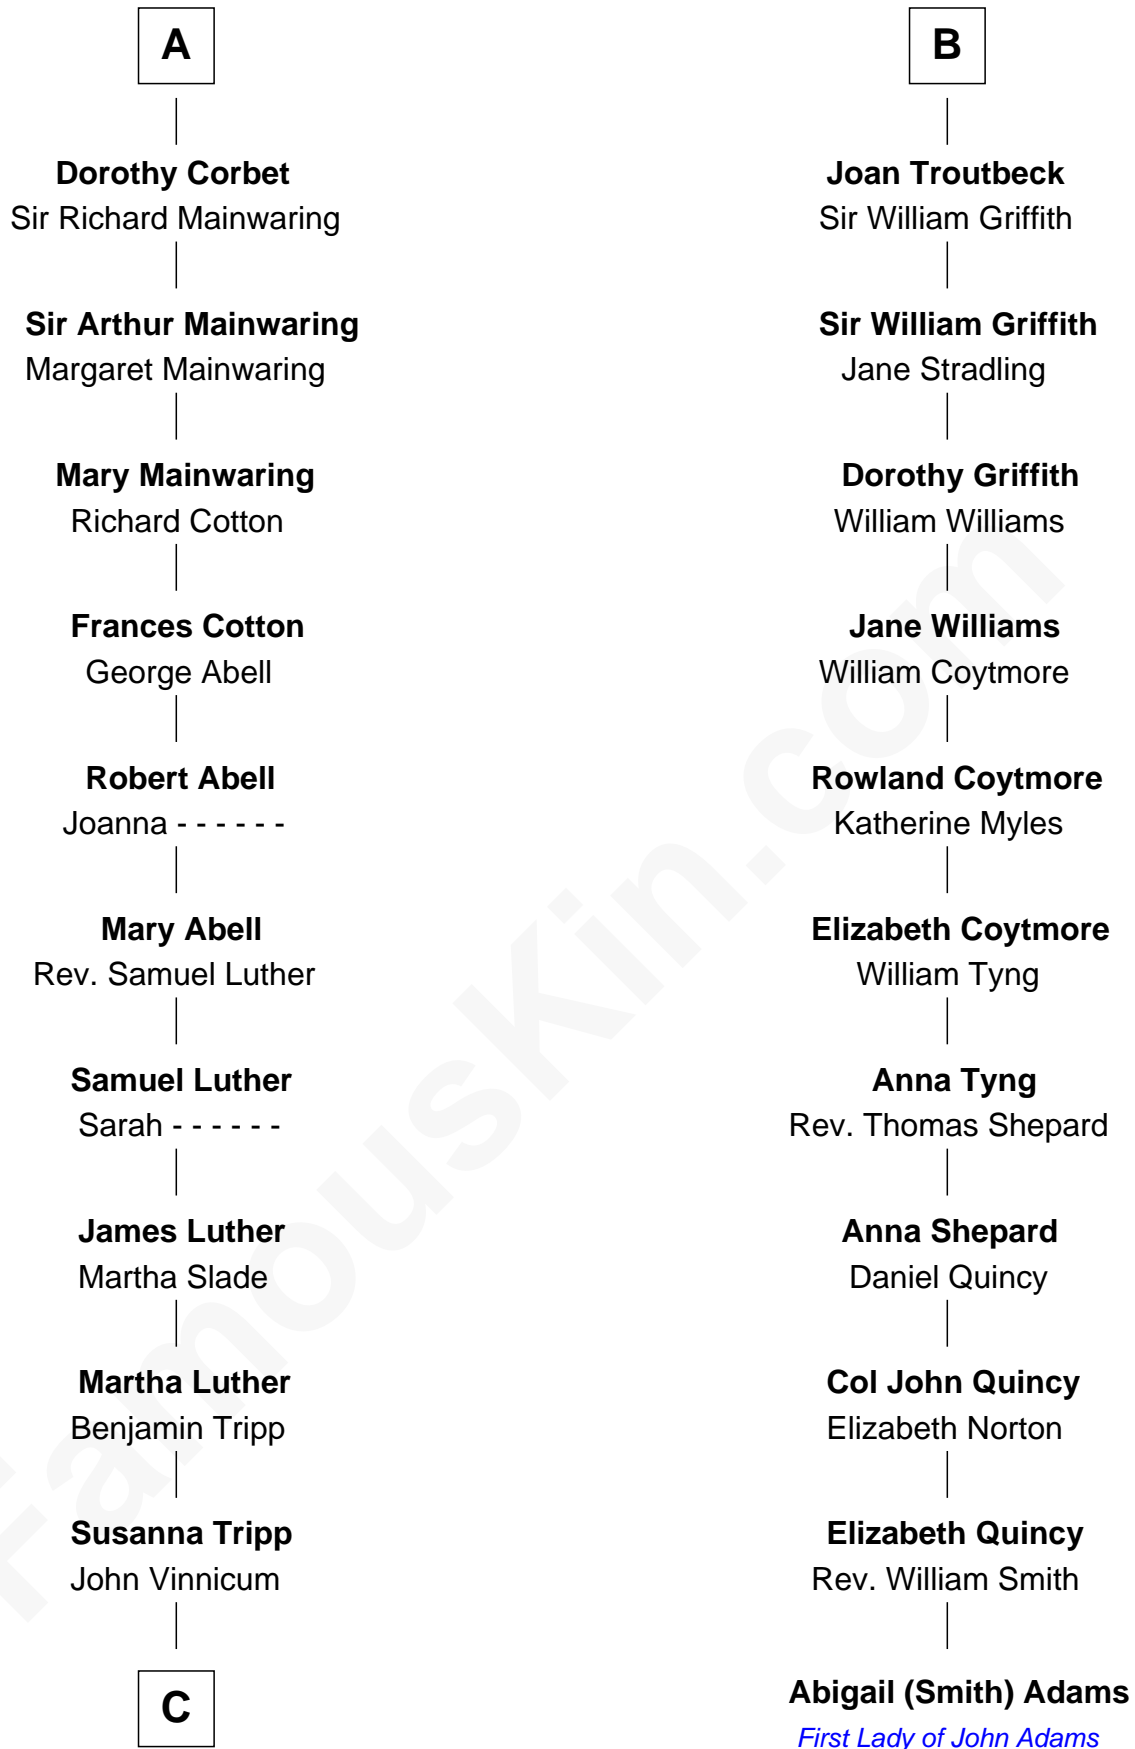 A
Dorothy Corbet
Sir Richard Mainwaring
Sir Arthur Mainwaring
Margaret Mainwaring
Mary Mainwaring
Richard Cotton
Frances Cotton
George Abell
Robert Abell
Joanna - - - - - -
Mary Abell
Rev. Samuel Luther
Samuel Luther
Sarah - - - - - -
James Luther
Martha Slade
Martha Luther
Benjamin Tripp
Susanna Tripp
John Vinnicum
C
B
Joan Troutbeck
Sir William Griffith
Sir William Griffith
Jane Stradling
Dorothy Griffith
William Williams
Jane Williams
William Coytmore
Rowland Coytmore
Katherine Myles
Elizabeth Coytmore
William Tyng
Anna Tyng
Rev. Thomas Shepard
Anna Shepard
Daniel Quincy
Col John Quincy
Elizabeth Norton
Elizabeth Quincy
Rev. William Smith
Abigail (Smith) Adams
First Lady of John Adams
FamousKin.com